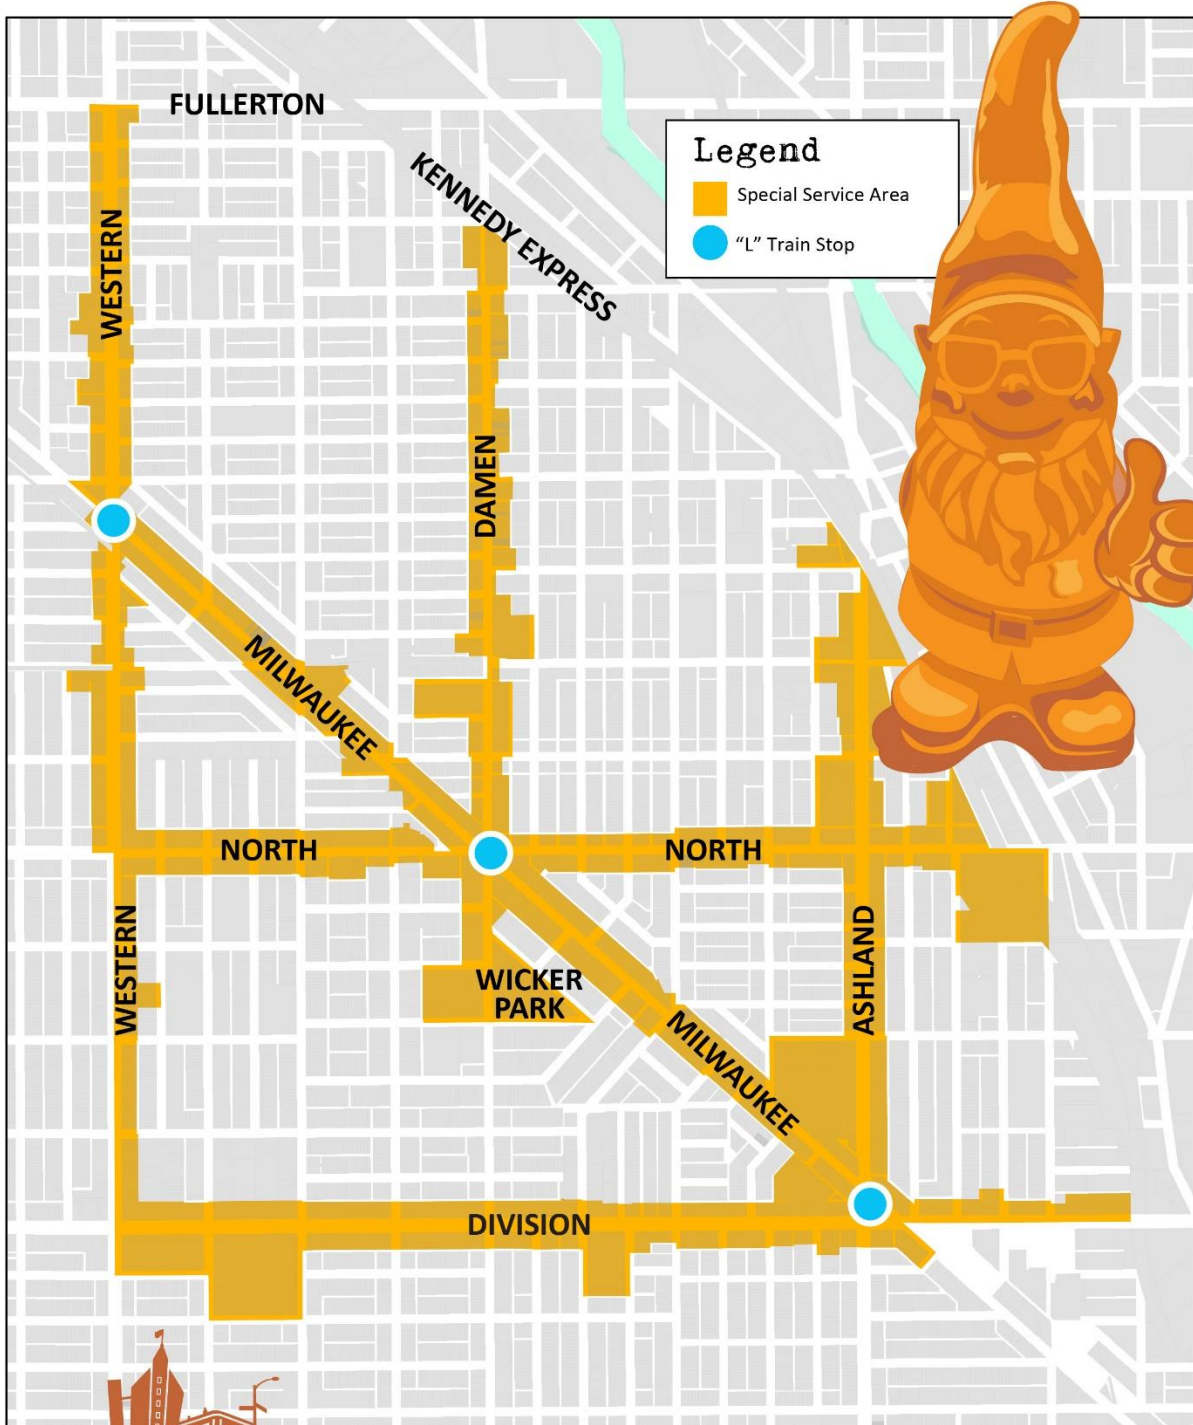 FULLERTON
KENNEDY EXPRESS
Legend
Special Service Area
“L” Train Stop
WESTERN
DAMEN
MILWAUKEE
NORTH
NORTH
WESTERN
ASHLAND
WICKER
PARK
MILWAUKEE
DIVISION